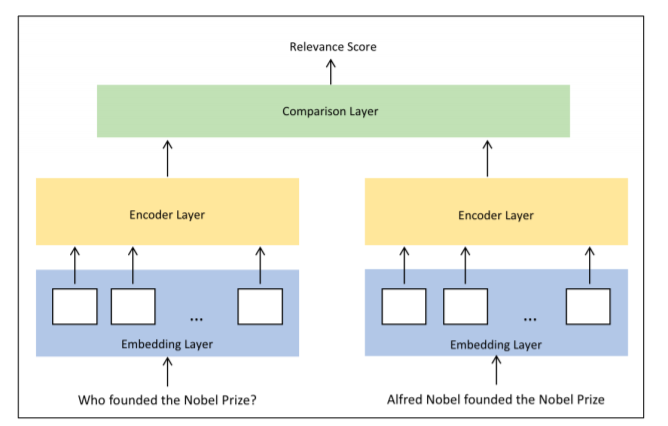 Relevance Score
Comparison Layer
Encoder Layer
Encoder Layer
...
...
Embedding Layer
Embedding Layer
Who founded the Nobel Prize?
Alfred Nobel founded the Nobel Prize